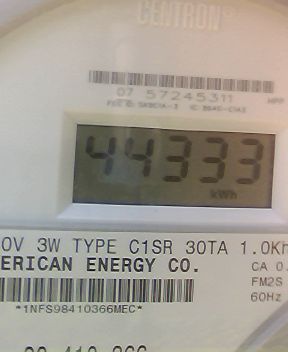 CENTRON®
07 57245311
44333
kWh
0V 3W TYPE C1SR 30TA 1.0Kh
ERICAN ENERGY CO.
CA 0.
FM2S
60Hz
*1NFS98410366MEC*